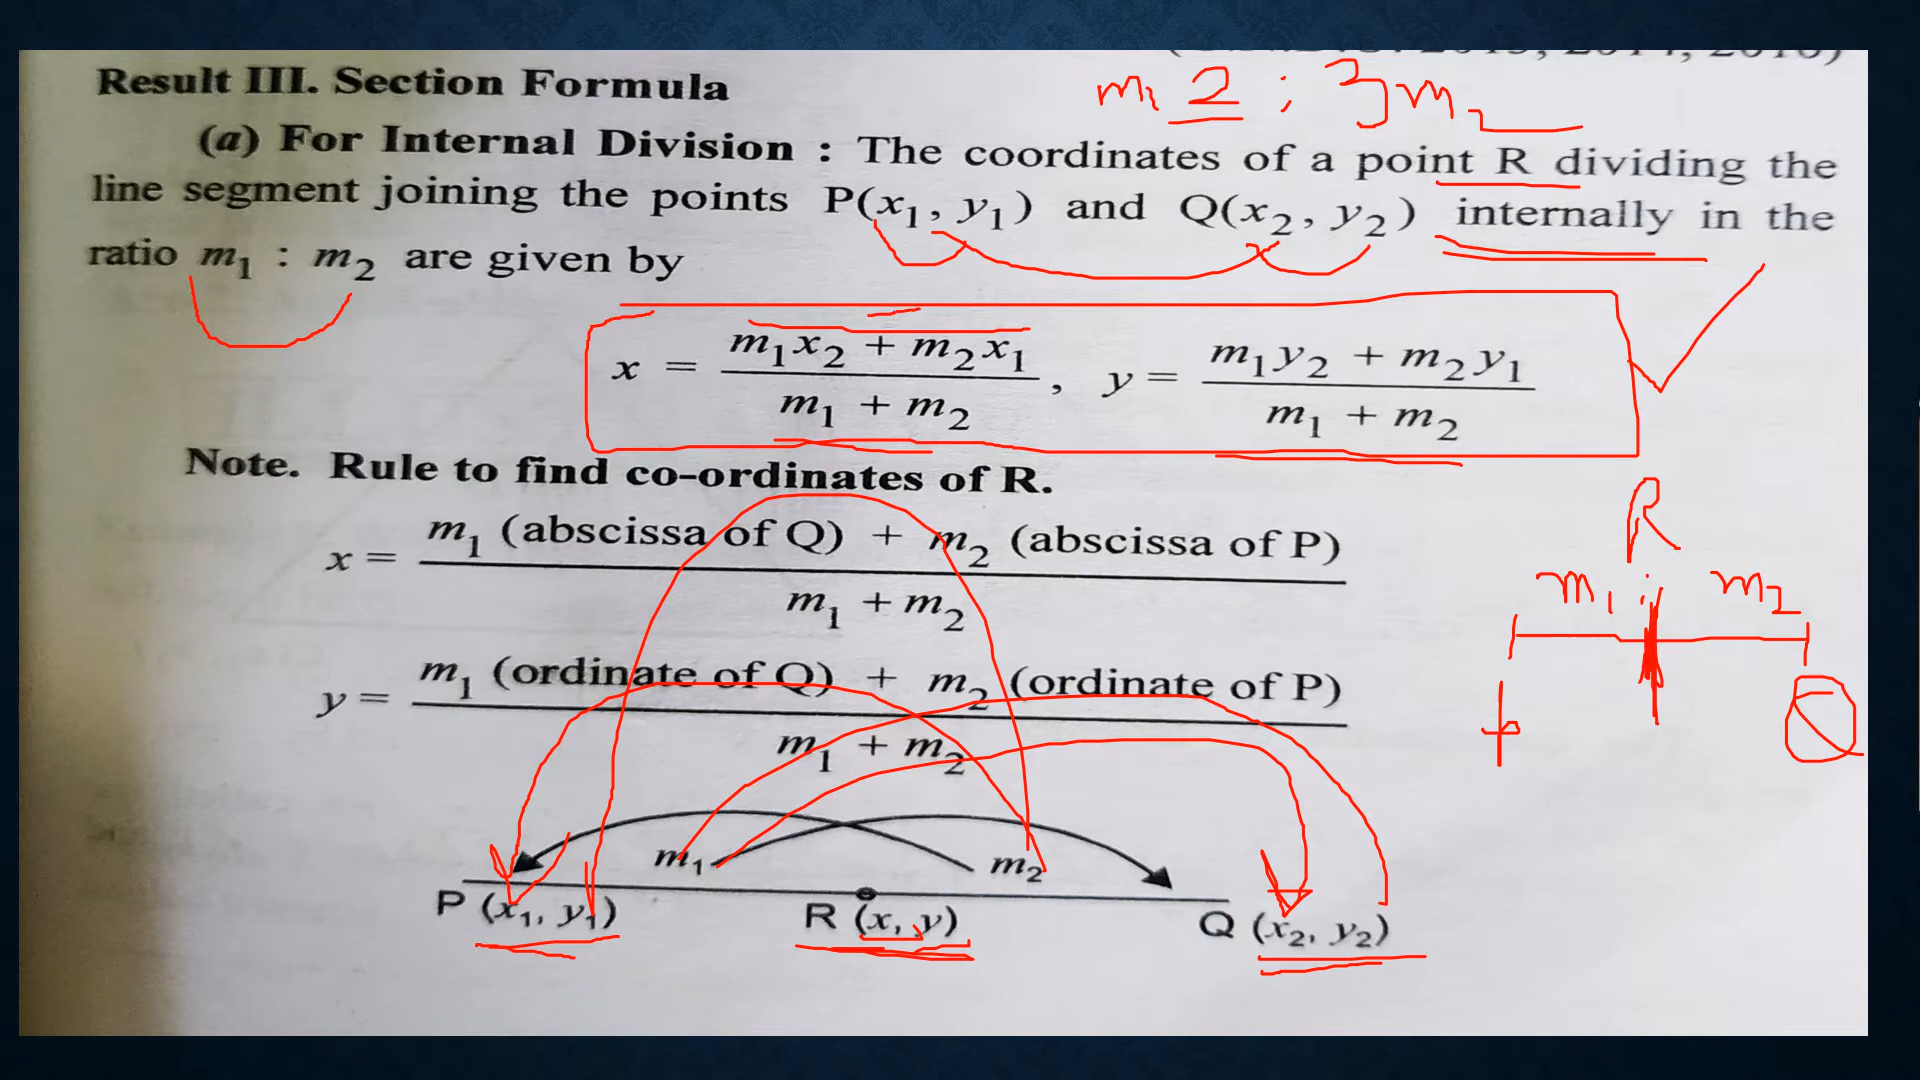 Result III. Section Formula
m1 2 : 3 m2
(a) For Internal Division : The coordinates of a point R dividing the
line segment joining the points P(x₁, y₁) and Q(x₂, y₂) internally in the
ratio m₁ : m₂ are given by
x = (m₁x₂ + m₂x₁)/(m₁ + m₂), y = (m₁y₂ + m₂y₁)/(m₁ + m₂)
Note. Rule to find co-ordinates of R.
x = (m₁ (abscissa of Q) + m₂ (abscissa of P))/(m₁ + m₂)
y = (m₁ (ordinate of Q) + m₂ (ordinate of P))/(m₁ + m₂)
R
m₁ : m₂
P Q
m₁ m₂
P (x₁, y₁) R (x, y) Q (x₂, y₂)